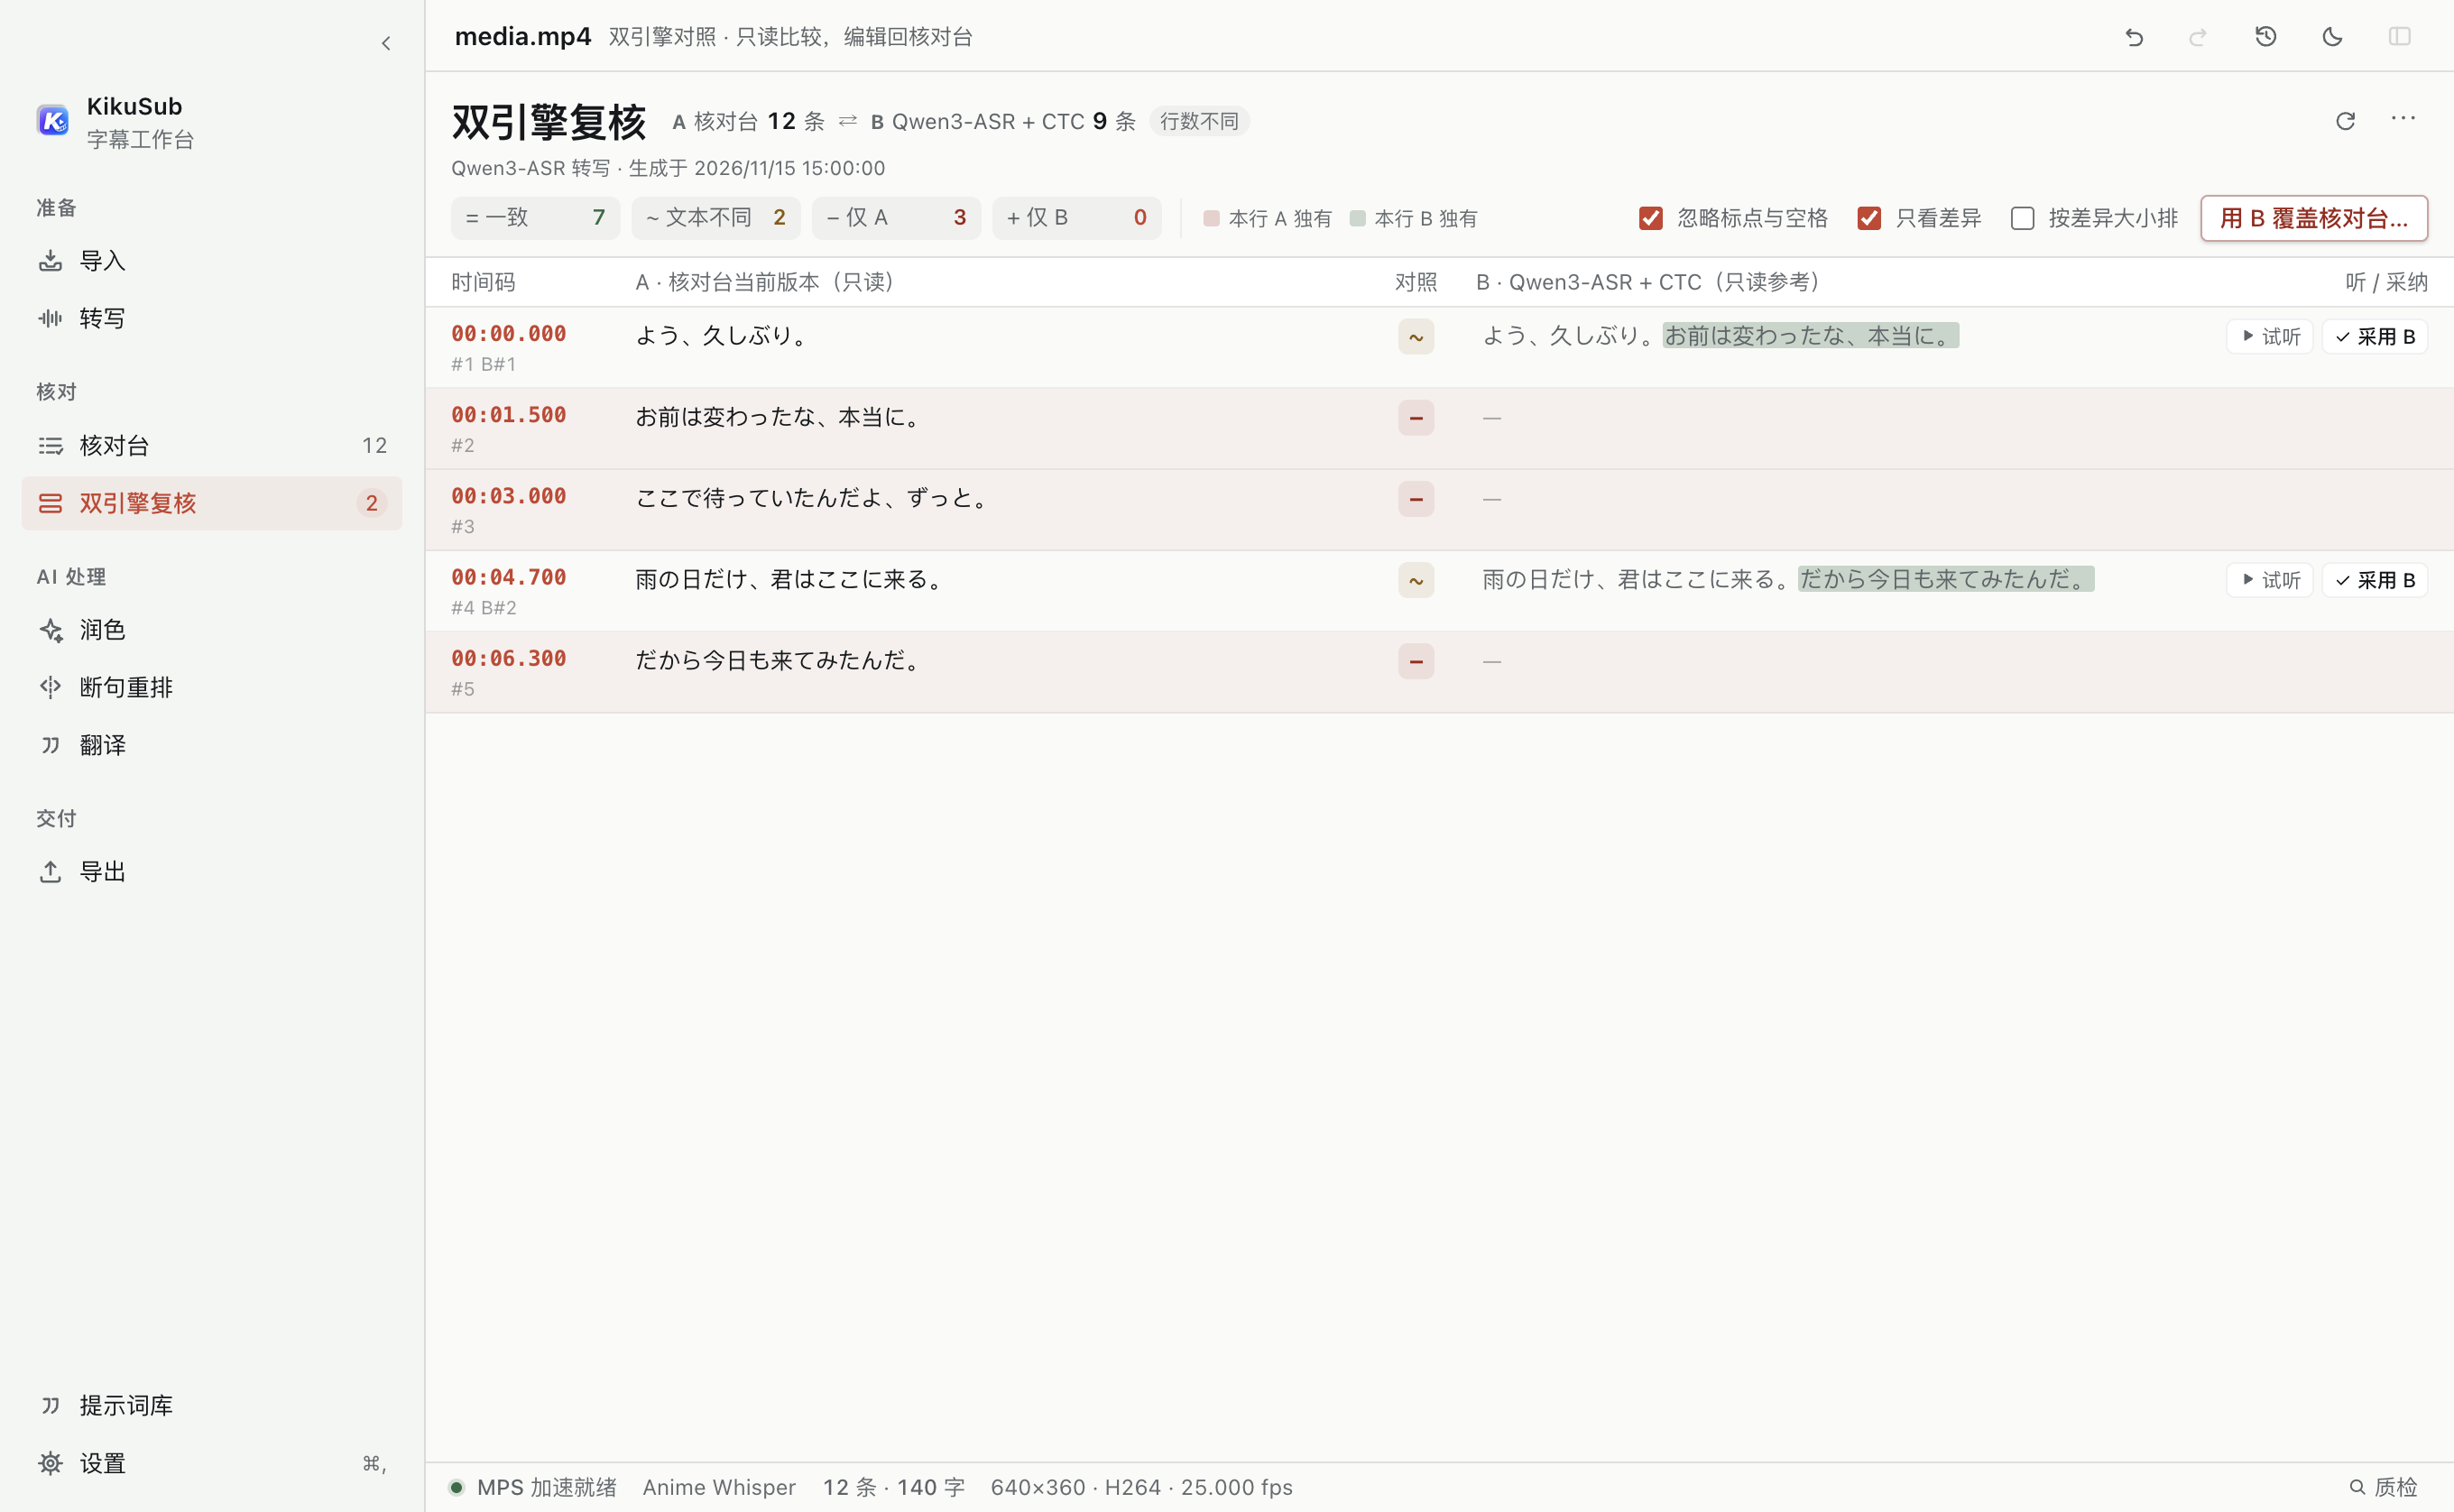 KikuSub
字幕工作台
准备
导入
转写
核对
核对台 12
双引擎复核 2
AI 处理
润色
断句重排
翻译
交付
导出
提示词库
设置 ⌘,
media.mp4 双引擎对照 · 只读比较，编辑回核对台
双引擎复核 A 核对台 12 条 ⇌ B Qwen3-ASR + CTC 9 条 行数不同
Qwen3-ASR 转写 · 生成于 2026/11/15 15:00:00
= 一致 7 ~ 文本不同 2 − 仅 A 3 + 仅 B 0 本行 A 独有 本行 B 独有 忽略标点与空格 只看差异 按差异大小排 用 B 覆盖核对台...
时间码 A · 核对台当前版本（只读） 对照 B · Qwen3-ASR + CTC（只读参考） 听 / 采纳
00:00.000 よう、久しぶり。 ~ よう、久しぶり。お前は変わったな、本当に。 试听 采用 B
#1 B#1
00:01.500 お前は変わったな、本当に。 − —
#2
00:03.000 ここで待っていたんだよ、ずっと。 − —
#3
00:04.700 雨の日だけ、君はここに来る。 ~ 雨の日だけ、君はここに来る。だから今日も来てみたんだ。 试听 采用 B
#4 B#2
00:06.300 だから今日も来てみたんだ。 − —
#5
MPS 加速就绪 Anime Whisper 12 条 · 140 字 640×360 · H264 · 25.000 fps 质检